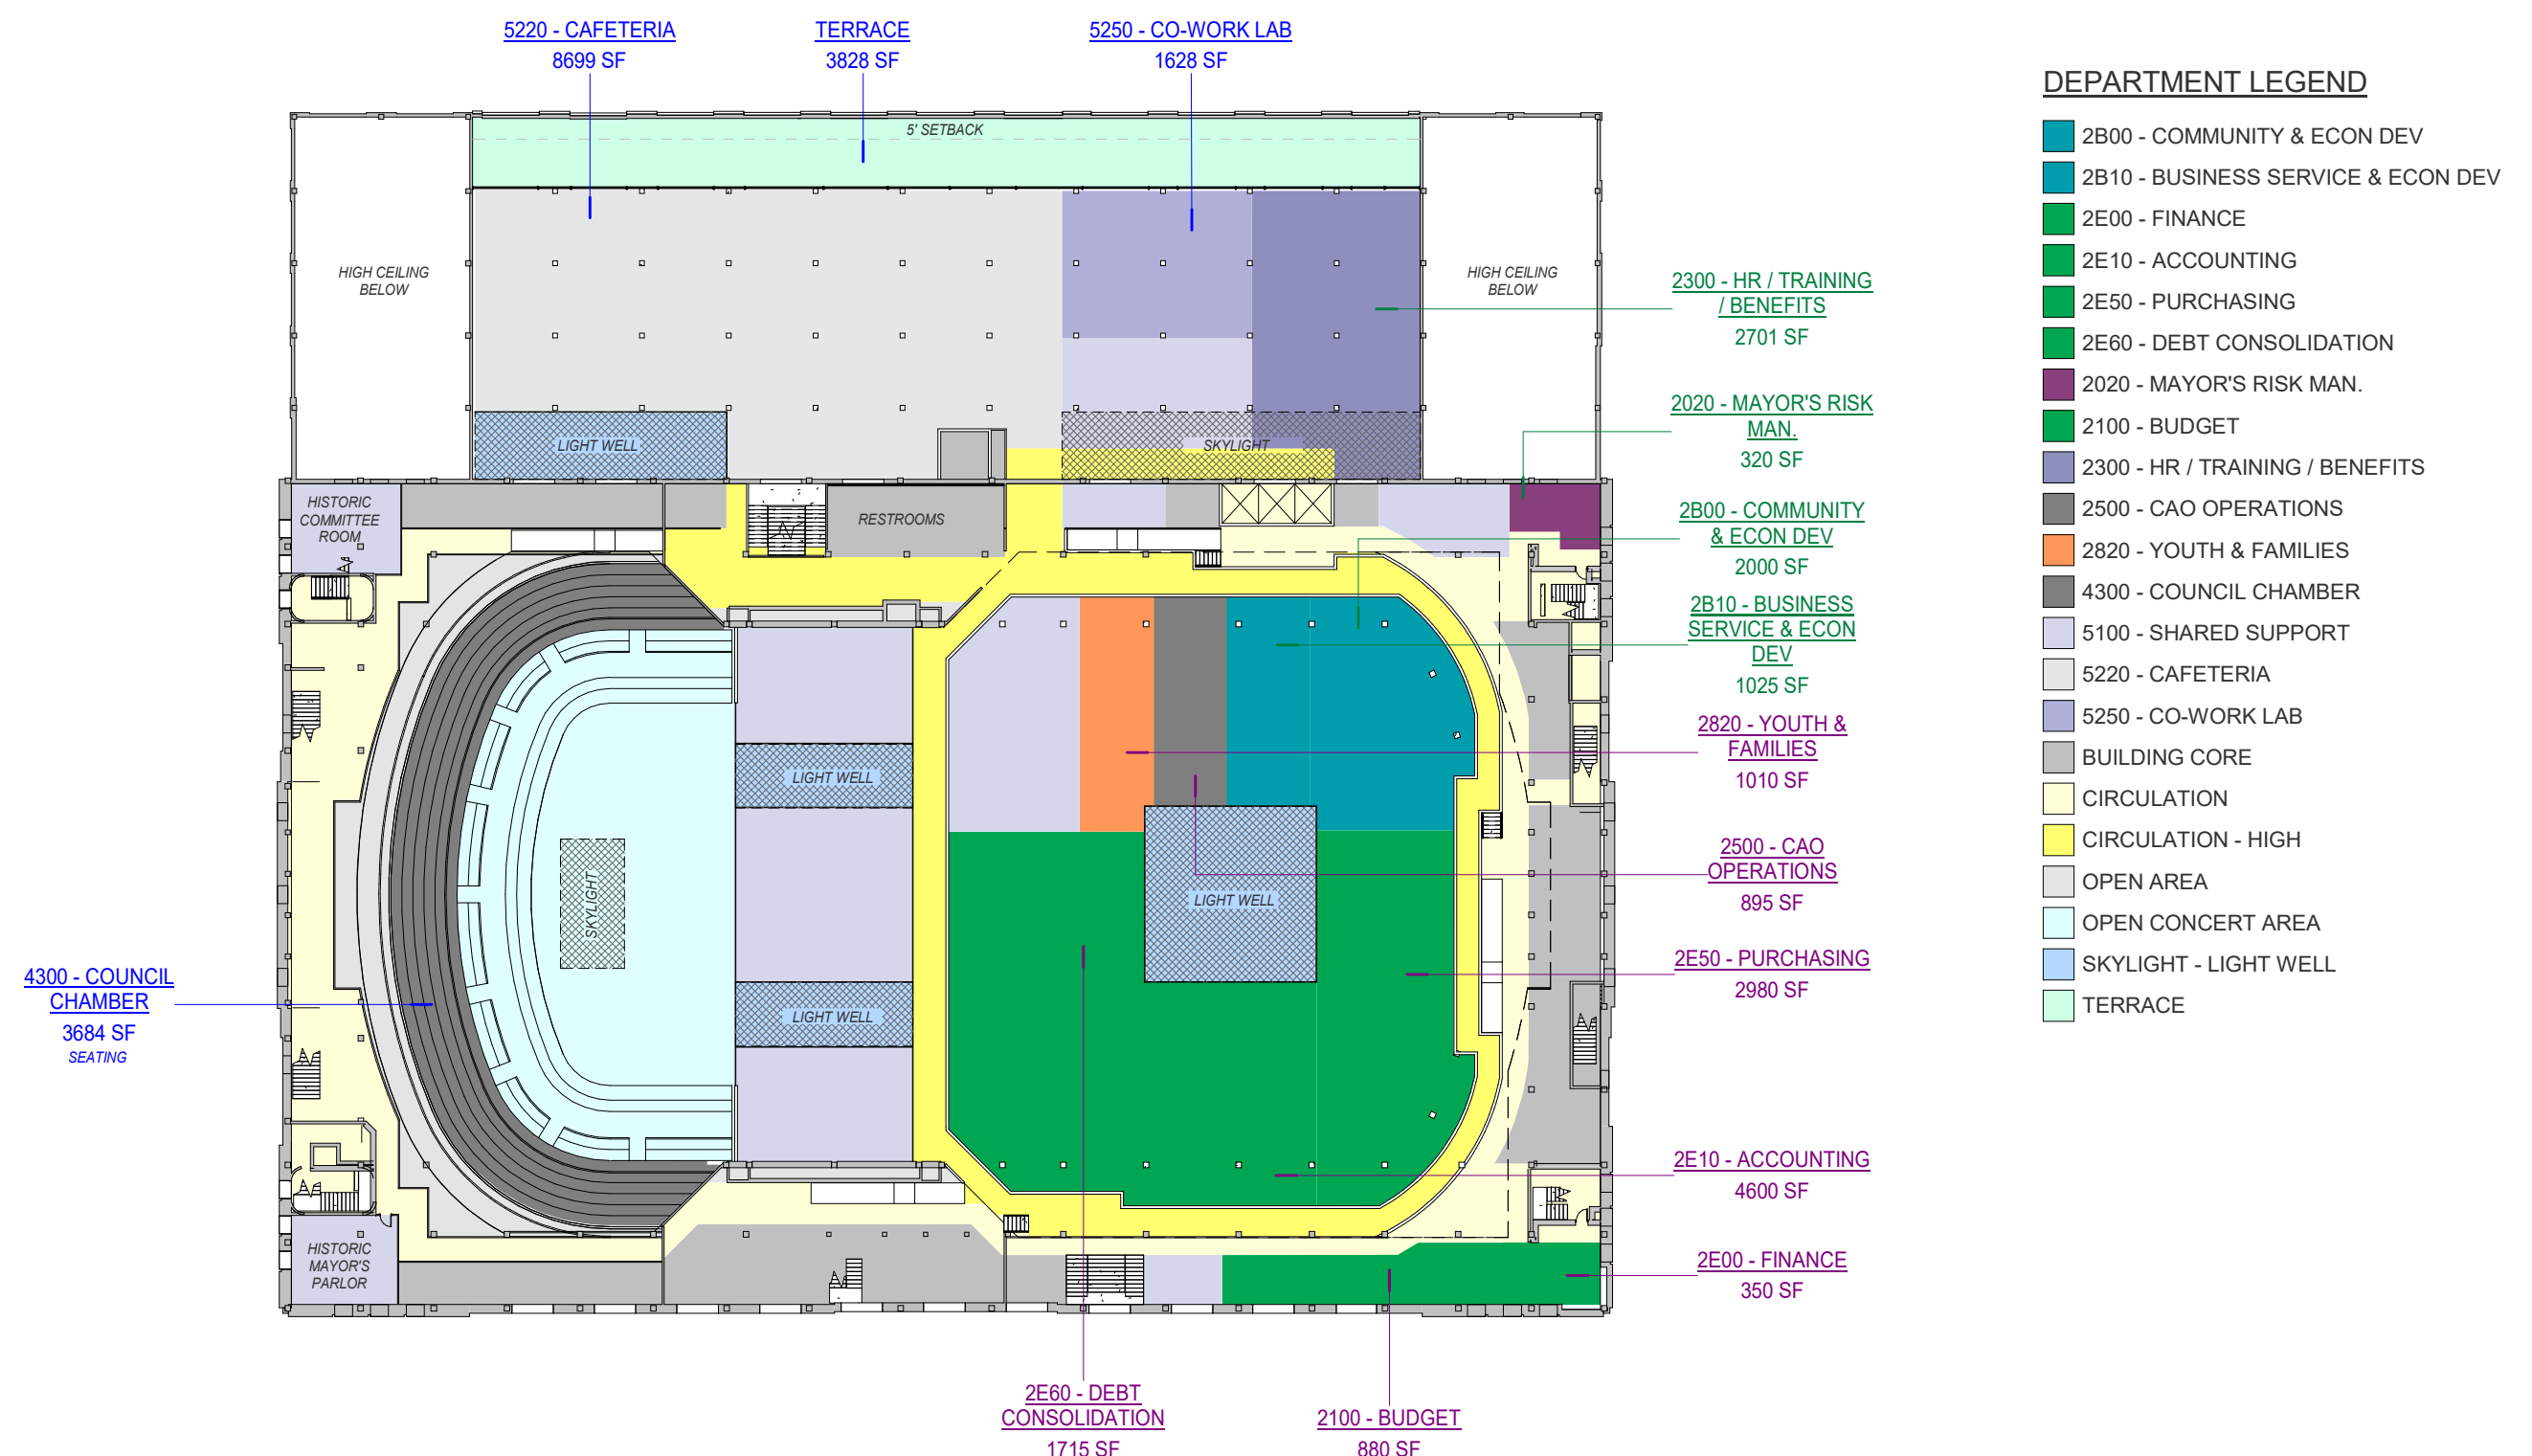 5220 - CAFETERIA
8699 SF
TERRACE
3828 SF
5250 - CO-WORK LAB
1628 SF
5' SETBACK
HIGH CEILING
BELOW
HIGH CEILING
BELOW
LIGHT WELL
SKYLIGHT
HISTORIC
COMMITTEE
ROOM
RESTROOMS
LIGHT WELL
SKYLIGHT
LIGHT WELL
LIGHT WELL
HISTORIC
MAYOR'S
PARLOR
4300 - COUNCIL
CHAMBER
3684 SF
SEATING
2300 - HR / TRAINING
/ BENEFITS
2701 SF
2020 - MAYOR'S RISK
MAN.
320 SF
2B00 - COMMUNITY
& ECON DEV
2000 SF
2B10 - BUSINESS
SERVICE & ECON
DEV
1025 SF
2820 - YOUTH &
FAMILIES
1010 SF
2500 - CAO
OPERATIONS
895 SF
2E50 - PURCHASING
2980 SF
2E10 - ACCOUNTING
4600 SF
2E00 - FINANCE
350 SF
2E60 - DEBT
CONSOLIDATION
1715 SF
2100 - BUDGET
880 SF
DEPARTMENT LEGEND
2B00 - COMMUNITY & ECON DEV
2B10 - BUSINESS SERVICE & ECON DEV
2E00 - FINANCE
2E10 - ACCOUNTING
2E50 - PURCHASING
2E60 - DEBT CONSOLIDATION
2020 - MAYOR'S RISK MAN.
2100 - BUDGET
2300 - HR / TRAINING / BENEFITS
2500 - CAO OPERATIONS
2820 - YOUTH & FAMILIES
4300 - COUNCIL CHAMBER
5100 - SHARED SUPPORT
5220 - CAFETERIA
5250 - CO-WORK LAB
BUILDING CORE
CIRCULATION
CIRCULATION - HIGH
OPEN AREA
OPEN CONCERT AREA
SKYLIGHT - LIGHT WELL
TERRACE